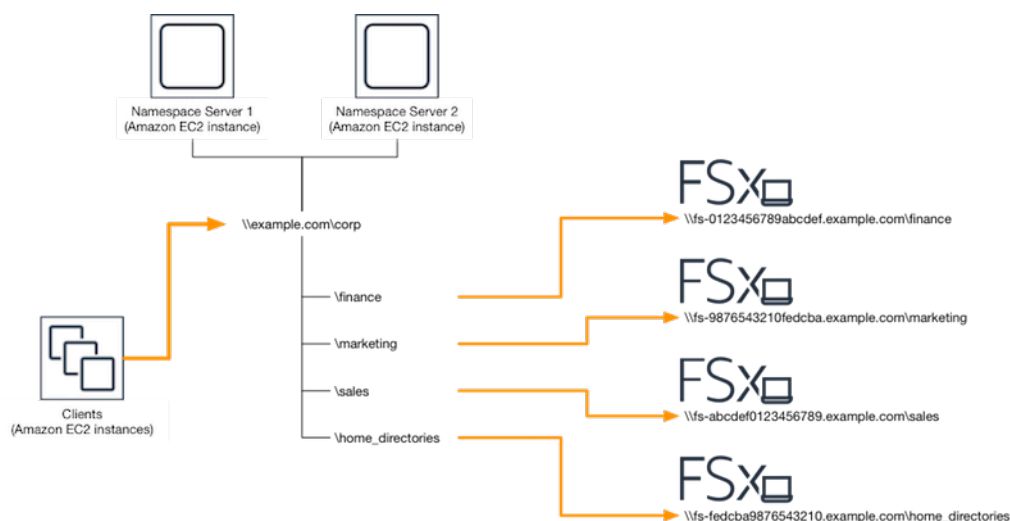 Namespace Server 1
(Amazon EC2 instance)
Namespace Server 2
(Amazon EC2 instance)
FSx
\\fs-0123456789abcdef.example.com\finance
\\example.com\corp
FSx
\\fs-9876543210fedcba.example.com\marketing
\finance
\marketing
FSx
\\fs-abcdef0123456789.example.com\sales
\sales
Clients
(Amazon EC2 instances)
\home_directories
FSx
\\fs-fedcba9876543210.example.com\home_directories